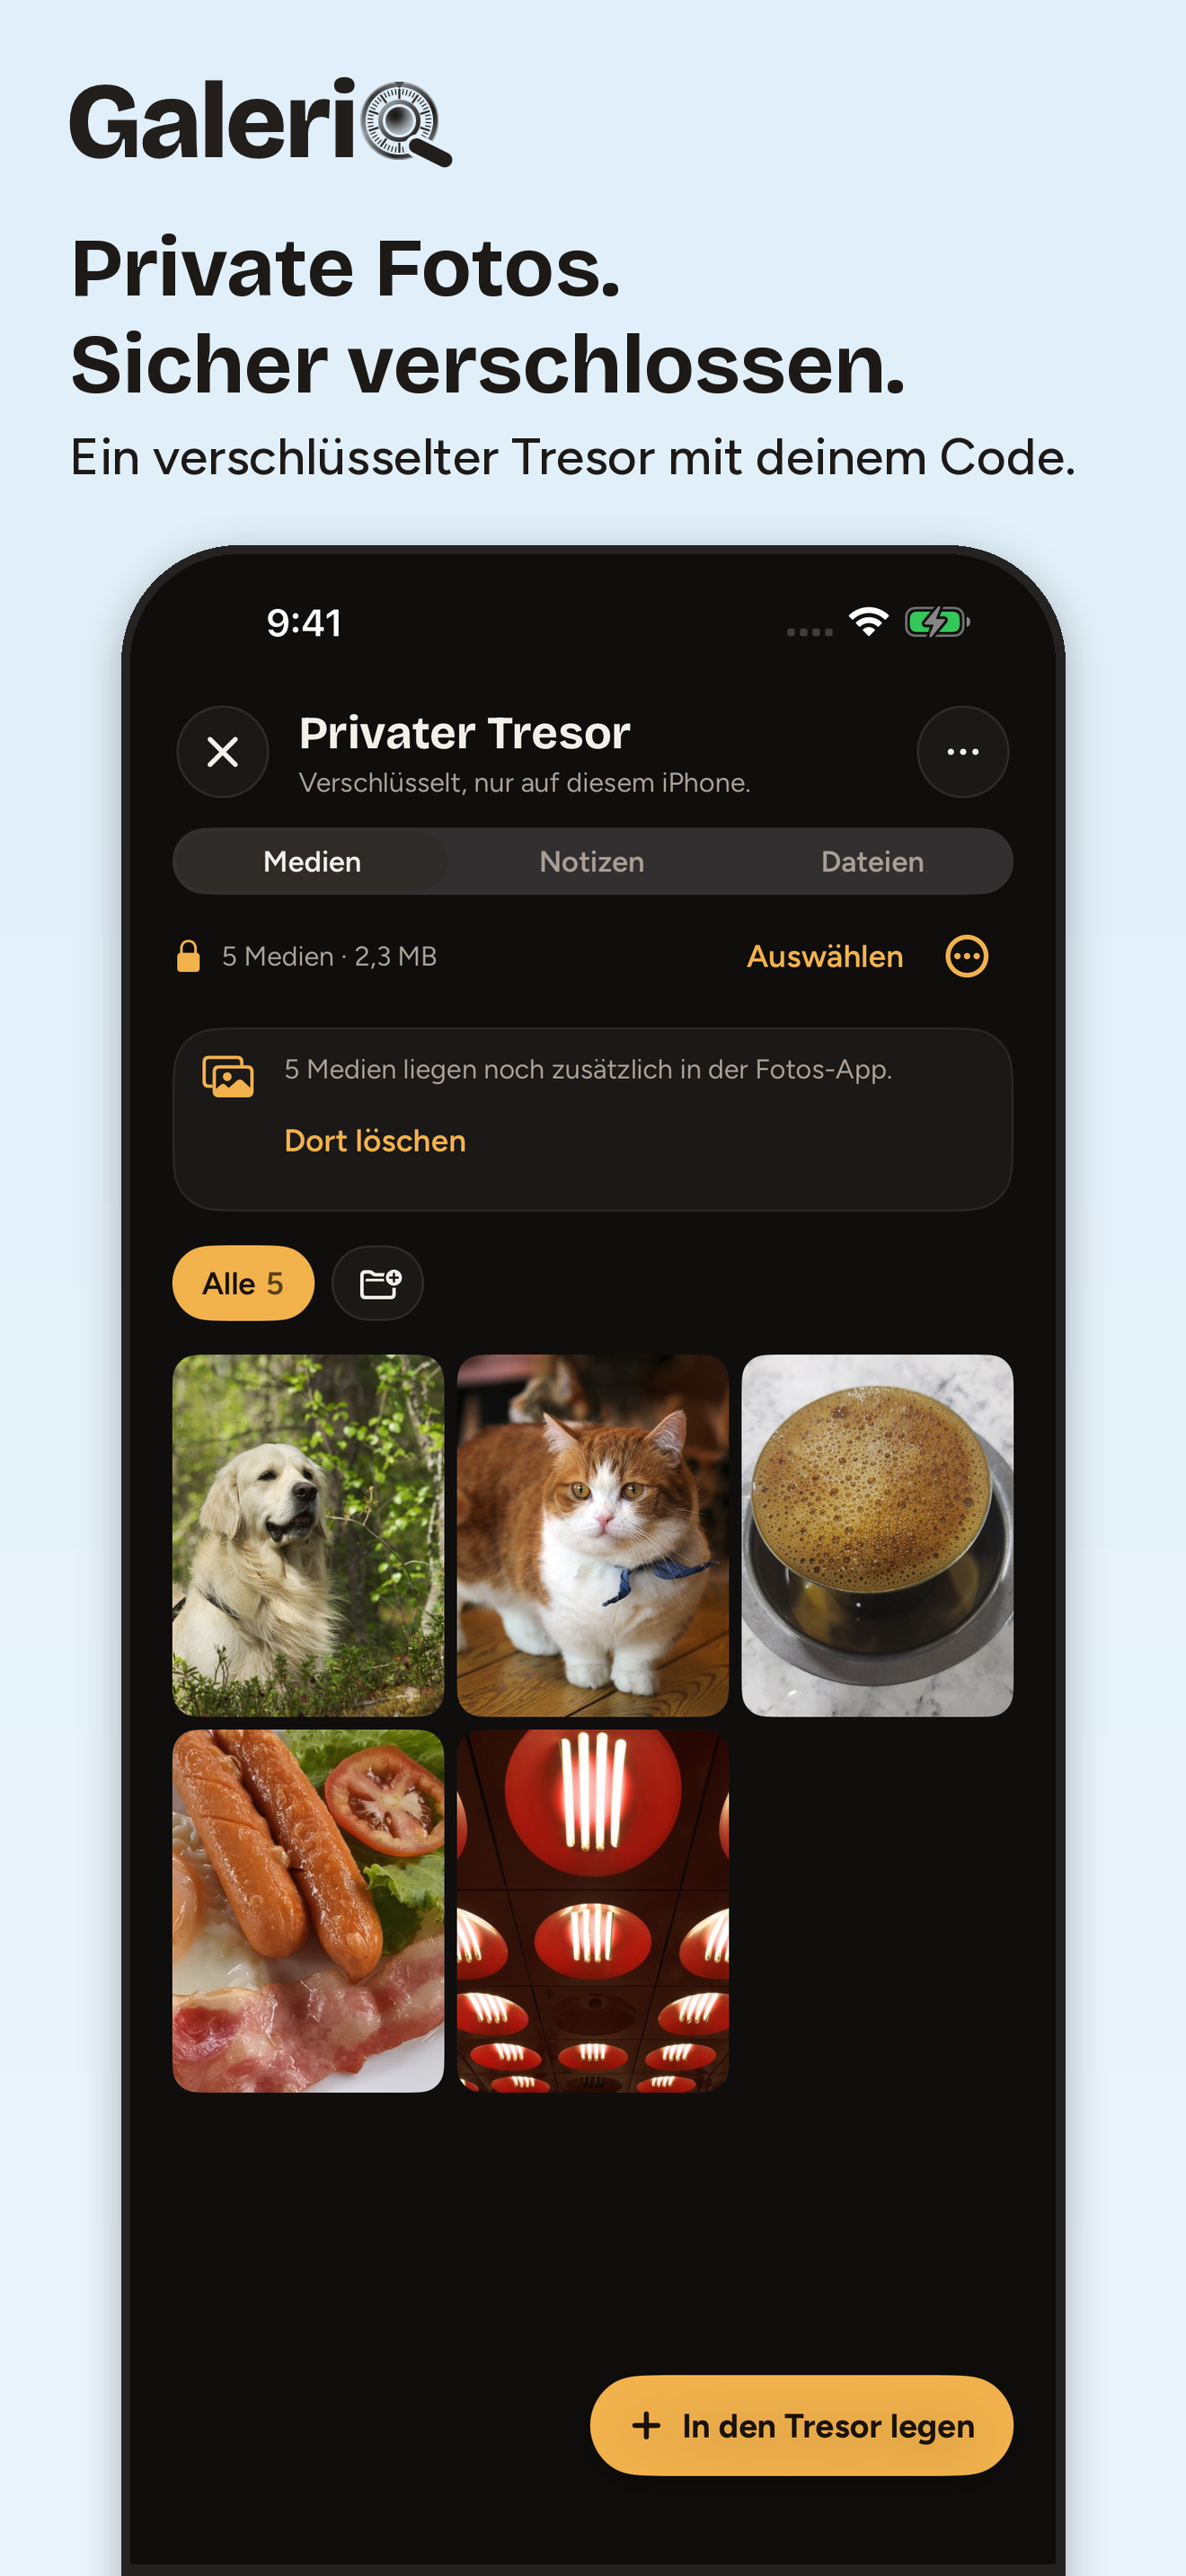 GaleriQ
Private Fotos.
Sicher verschlossen.
Ein verschlüsselter Tresor mit deinem Code.
9:41
Privater Tresor
Verschlüsselt, nur auf diesem iPhone.
Medien Notizen Dateien
5 Medien · 2,3 MB Auswählen
5 Medien liegen noch zusätzlich in der Fotos-App.
Dort löschen
Alle 5
+ In den Tresor legen